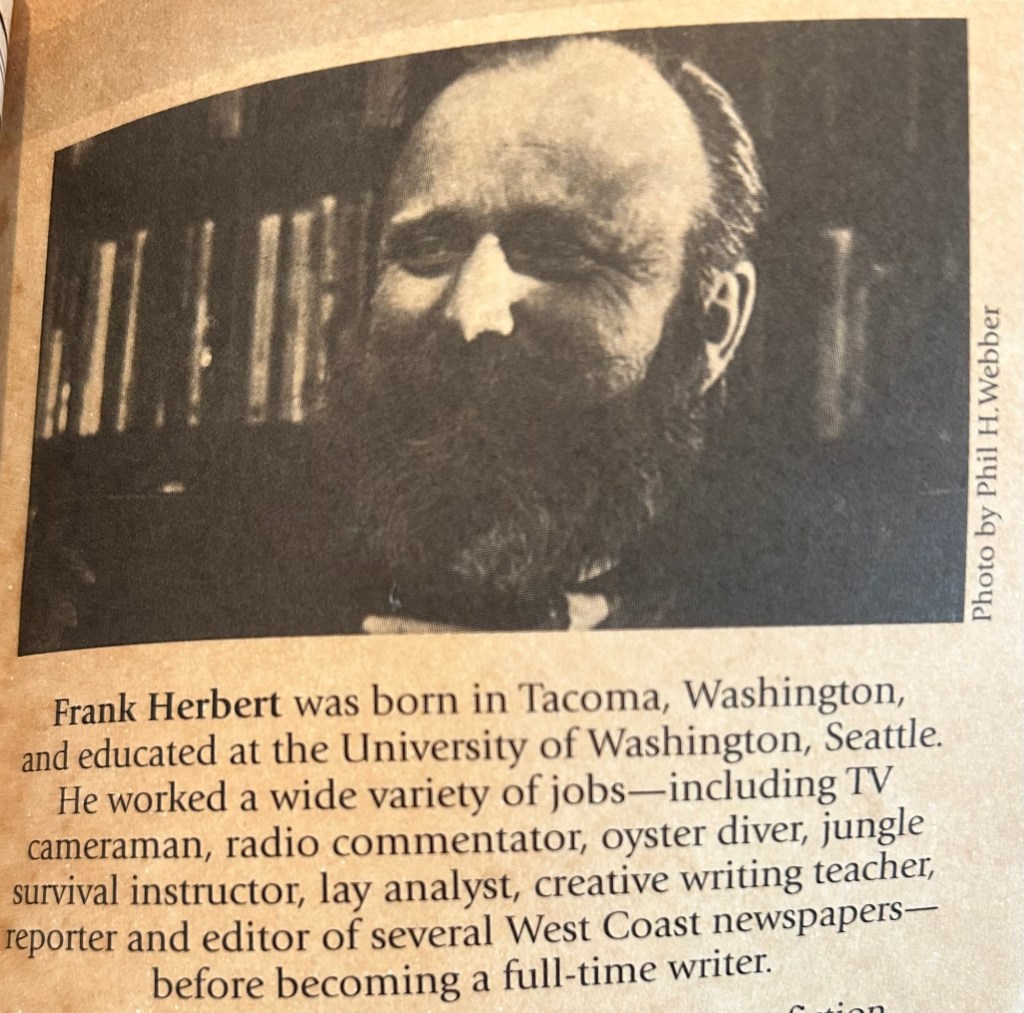 Photo by Phil H.Webber
Frank Herbert was born in Tacoma, Washington,
and educated at the University of Washington, Seattle.
He worked a wide variety of jobs—including TV
cameraman, radio commentator, oyster diver, jungle
survival instructor, lay analyst, creative writing teacher,
reporter and editor of several West Coast newspapers—
before becoming a full-time writer.